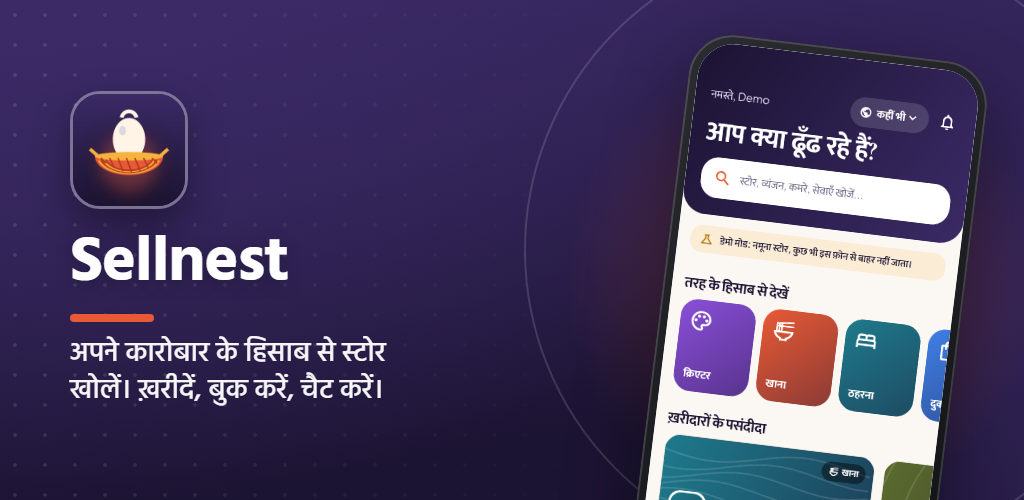 Sellnest
अपने कारोबार के हिसाब से स्टोर
खोलें। ख़रीदें, बुक करें, चैट करें।
नमस्ते, Demo
कहीं भी
आप क्या ढूँढ रहे हैं?
स्टोर, व्यंजन, कमरे, सेवाएँ खोजें...
डेमो मोड: नमूना स्टोर, कुछ भी इस फ़ोन से बाहर नहीं जाता।
तरह के हिसाब से देखें
क्रिएटर
खाना
ठहरना
ख़रीदारों के पसंदीदा
खाना